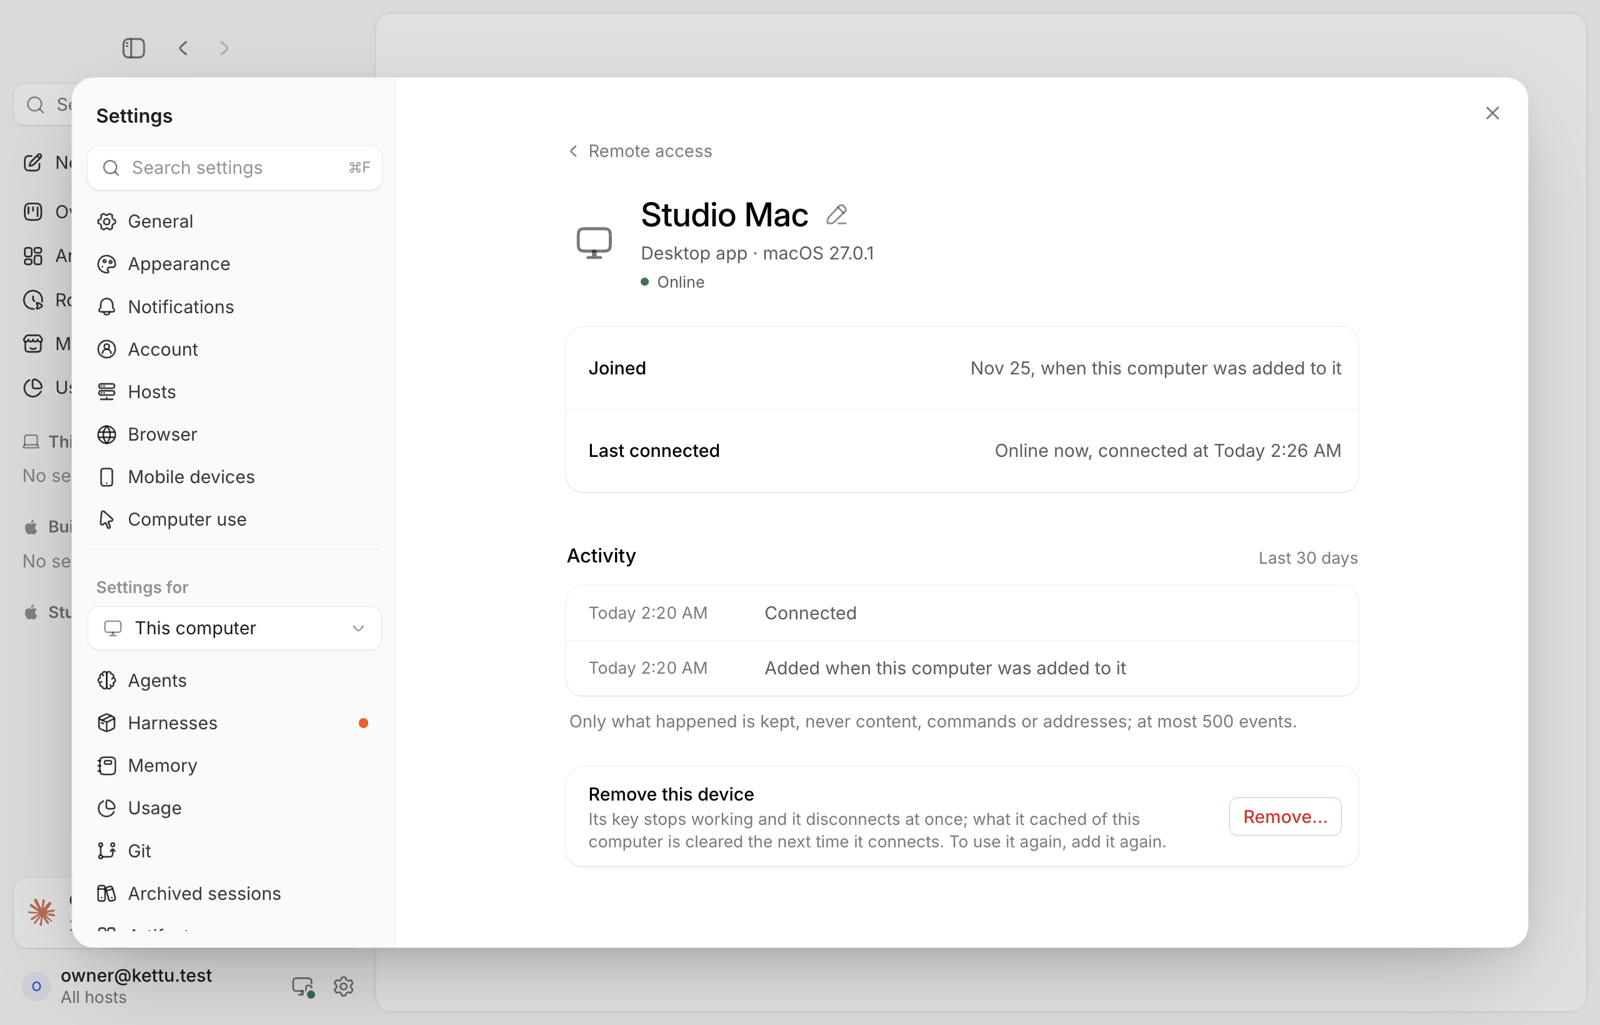 Settings
Search settings
⌘F
General
Appearance
Notifications
Account
Hosts
Browser
Mobile devices
Computer use
Settings for
This computer
Agents
Harnesses
Memory
Usage
Git
Archived sessions
Remote access
Studio Mac
Desktop app · macOS 27.0.1
Online
Joined
Nov 25, when this computer was added to it
Last connected
Online now, connected at Today 2:26 AM
Activity
Last 30 days
Today 2:20 AM
Connected
Today 2:20 AM
Added when this computer was added to it
Only what happened is kept, never content, commands or addresses; at most 500 events.
Remove this device
Its key stops working and it disconnects at once; what it cached of this
computer is cleared the next time it connects. To use it again, add it again.
Remove...
No se
No se
O
owner@kettu.test
All hosts